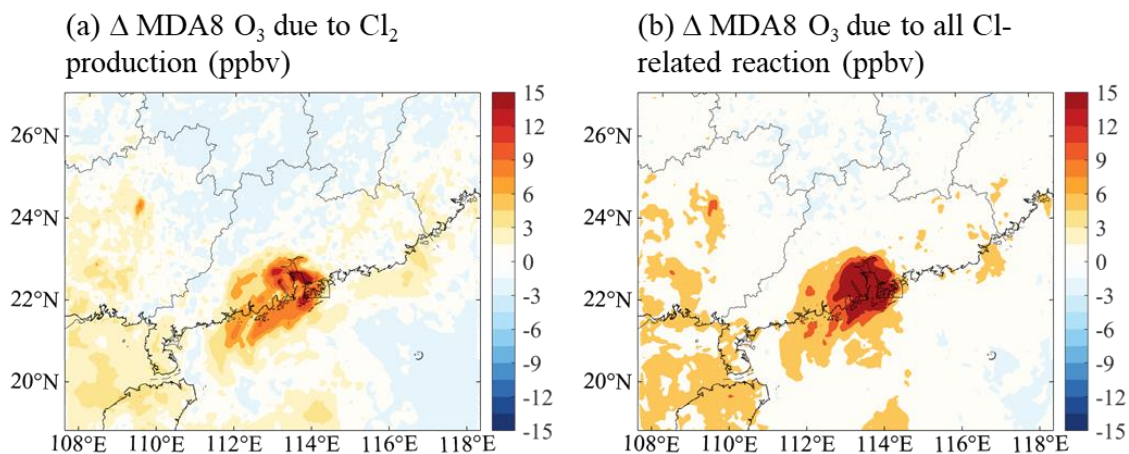 (a) Δ MDA8 O₃ due to Cl₂
production (ppbv)
26°N
24°N
22°N
20°N
108°E 110°E 112°E 114°E 116°E 118°E
15
12
9
6
3
0
-3
-6
-9
-12
-15
(b) Δ MDA8 O₃ due to all Cl-
related reaction (ppbv)
26°N
24°N
22°N
20°N
108°E 110°E 112°E 114°E 116°E 118°E
15
12
9
6
3
0
-3
-6
-9
-12
-15